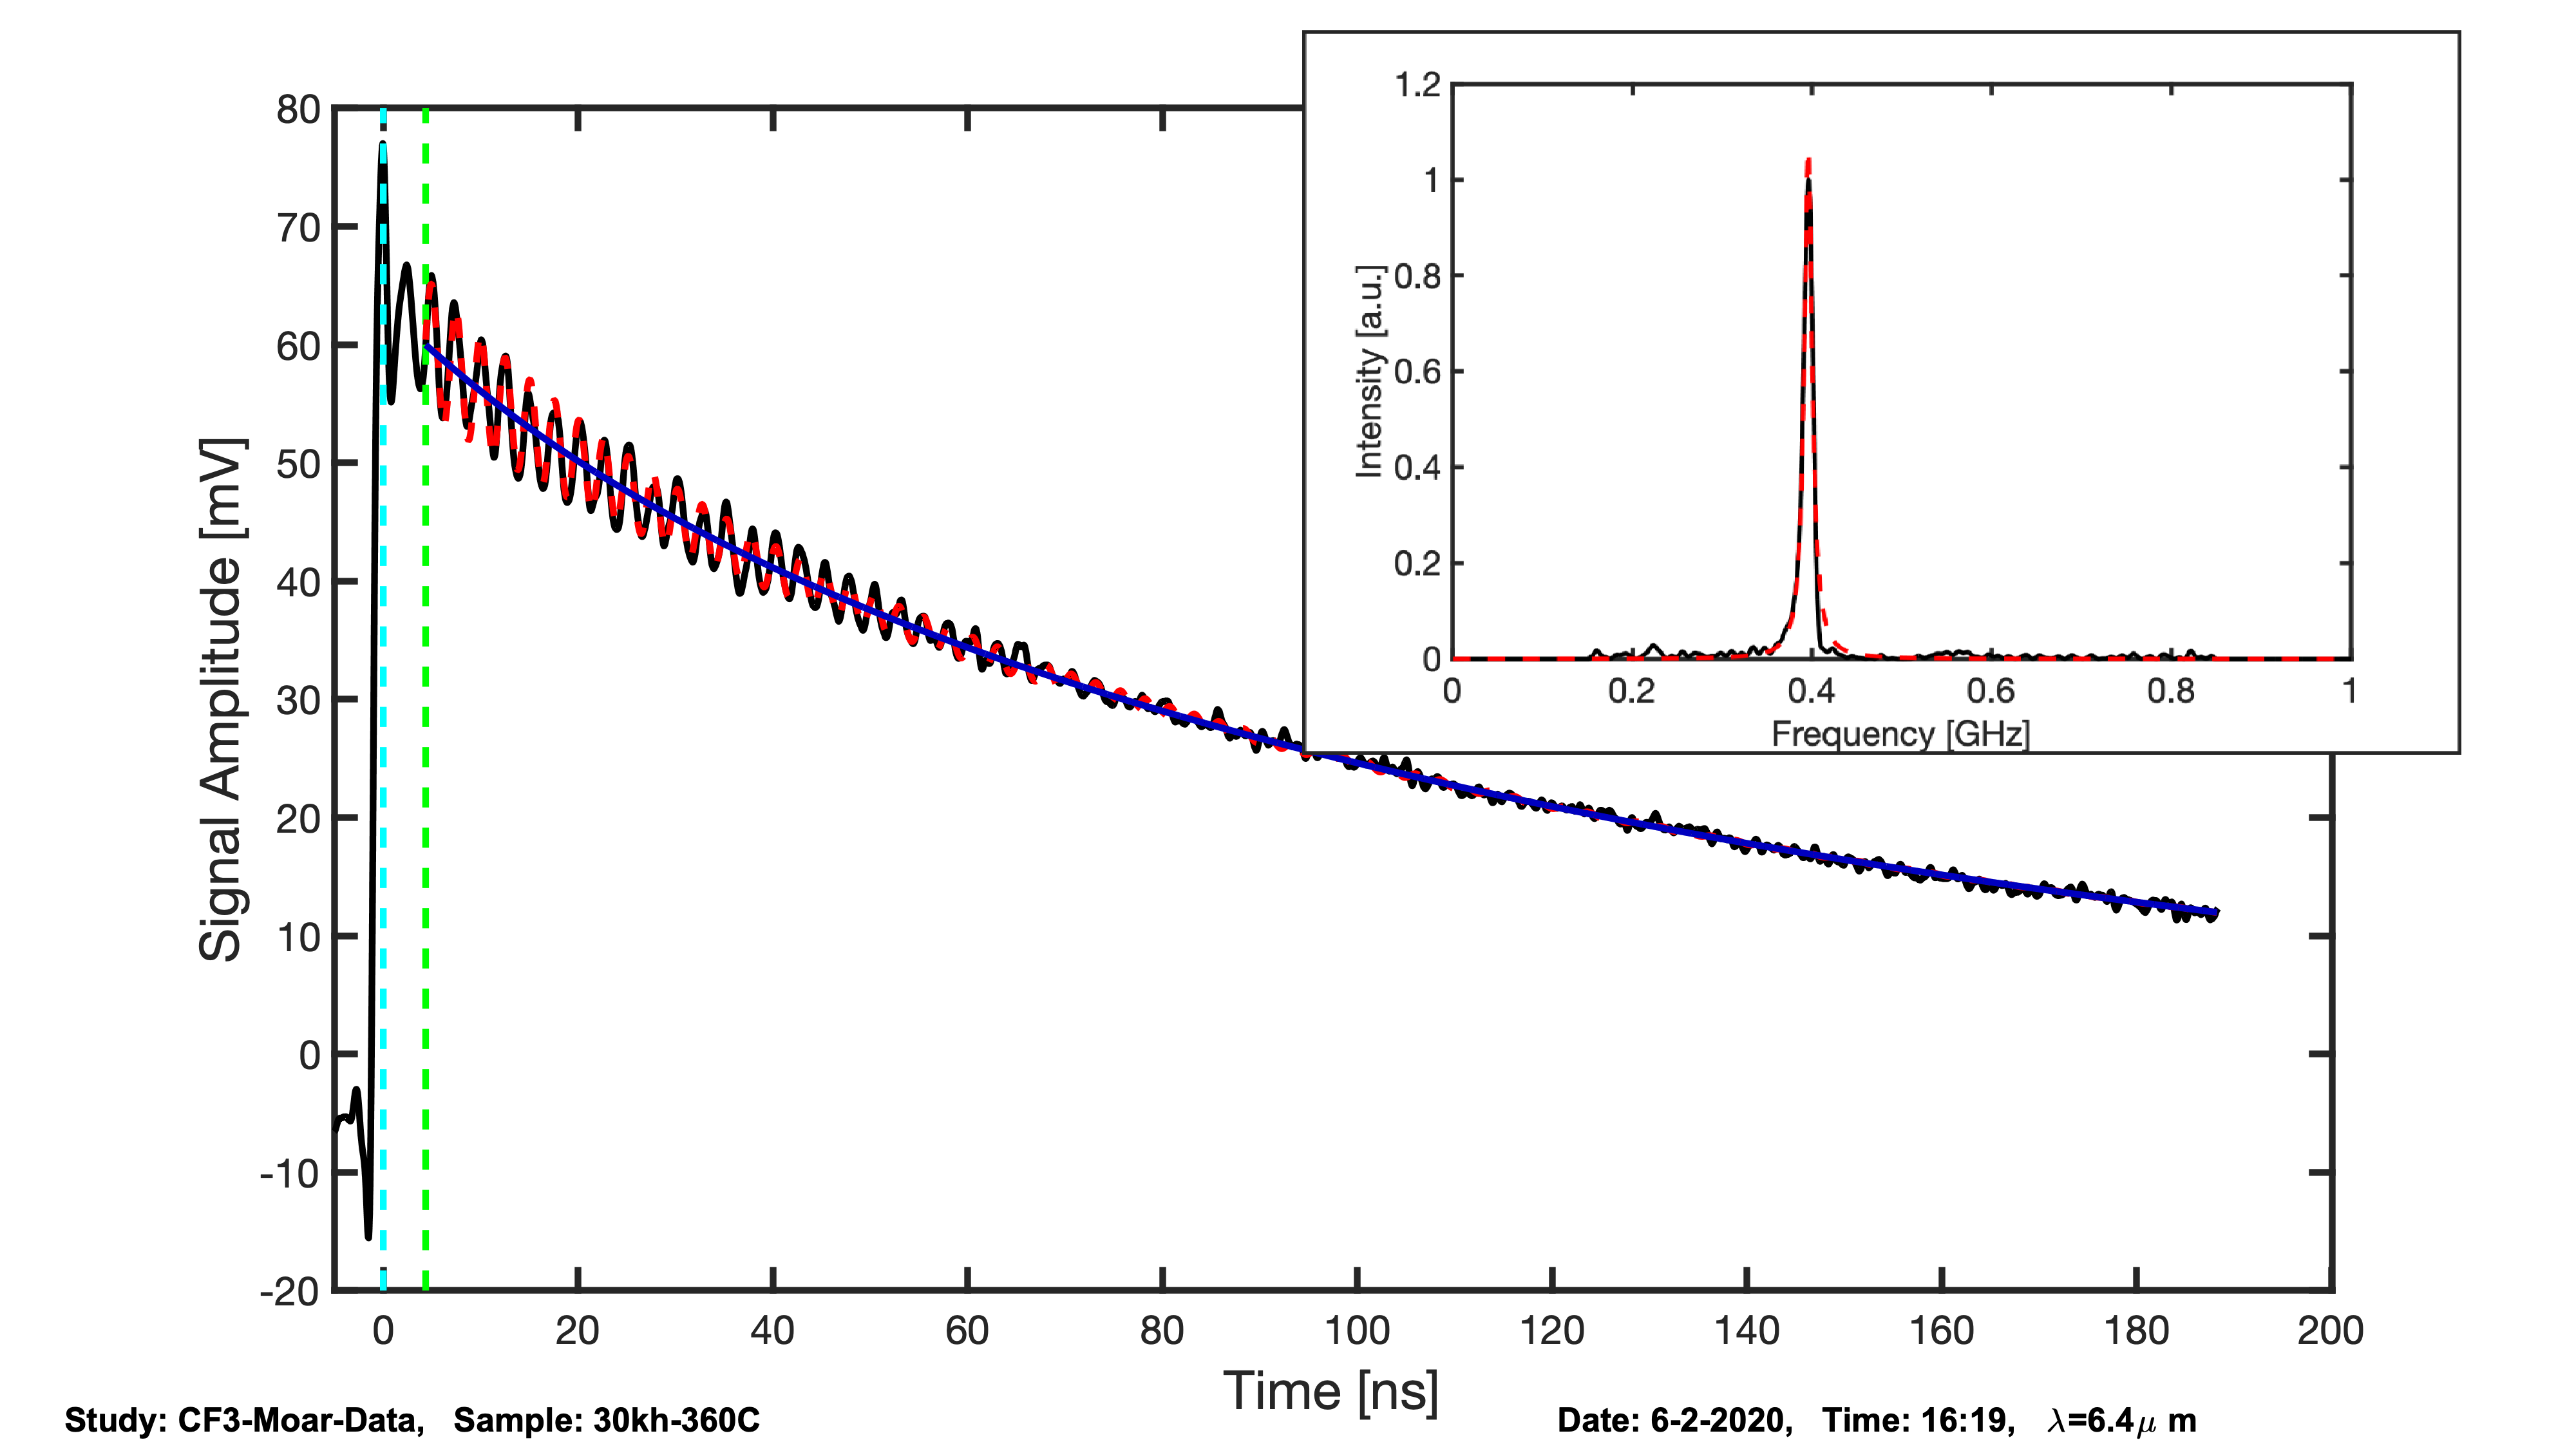 1.2
1
0.8
0.6
0.4
0.2
0
Intensity [a.u.]
0 0.2 0.4 0.6 0.8 1
Frequency [GHz]
80
70
60
50
40
30
20
10
0
-10
-20
Signal Amplitude [mV]
0 20 40 60 80 100 120 140 160 180 200
Time [ns]
Study: CF3-Moar-Data, Sample: 30kh-360C
Date: 6-2-2020, Time: 16:19, λ=6.4μ m